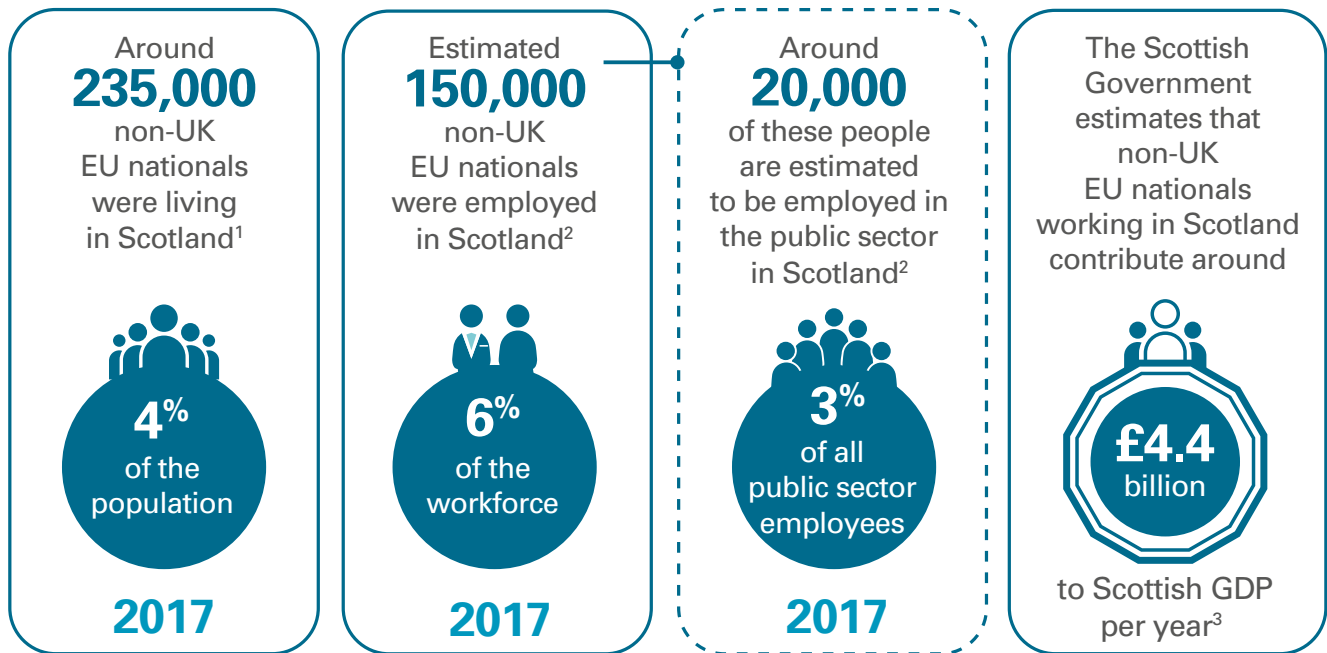 Around
235,000
non-UK
EU nationals
were living
in Scotland¹
4%
of the
population
2017
Estimated
150,000
non-UK
EU nationals
were employed
in Scotland²
6%
of the
workforce
2017
Around
20,000
of these people
are estimated
to be employed in
the public sector
in Scotland²
3%
of all
public sector
employees
2017
The Scottish
Government
estimates that
non-UK
EU nationals
working in Scotland
contribute around
£4.4
billion
to Scottish GDP
per year³